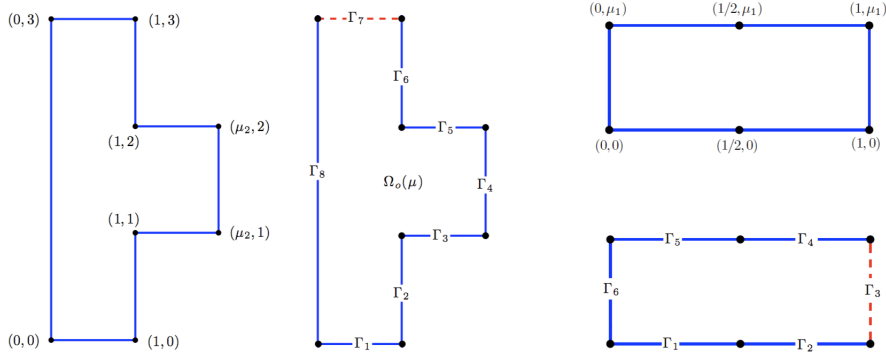 (0, 3)
(1, 3)
(1, 2)
(μ₂, 2)
(1, 1)
(μ₂, 1)
(0, 0)
(1, 0)
Γ₇
Γ₆
Γ₅
Γ₈
Ωₒ(μ)
Γ₄
Γ₃
Γ₂
Γ₁
(0, μ₁)
(1/2, μ₁)
(1, μ₁)
(0, 0)
(1/2, 0)
(1, 0)
Γ₅
Γ₄
Γ₆
Γ₃
Γ₁
Γ₂